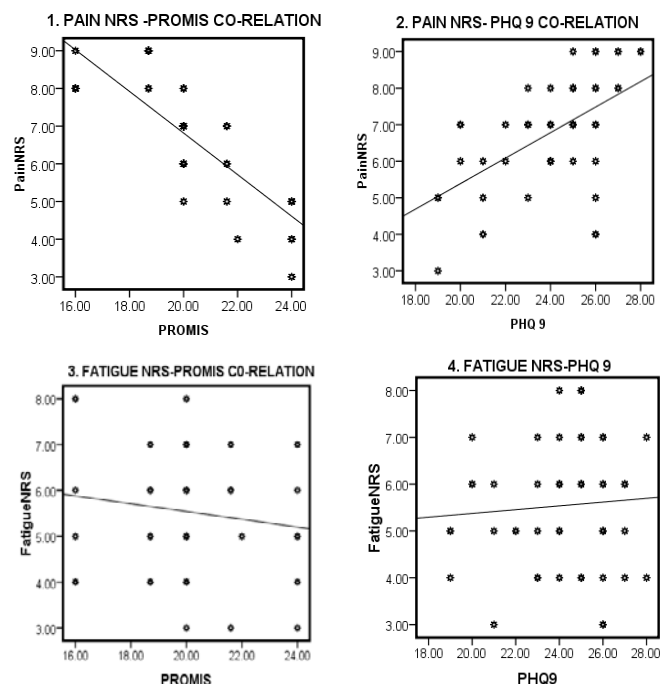 1. PAIN NRS -PROMIS CO-RELATION
9.00
8.00
7.00
6.00
5.00
4.00
3.00
PainNRS
16.00 18.00 20.00 22.00 24.00
PROMIS
2. PAIN NRS- PHQ 9 CO-RELATION
9.00
8.00
7.00
6.00
5.00
4.00
3.00
PainNRS
18.00 20.00 22.00 24.00 26.00 28.00
PHQ 9
3. FATIGUE NRS-PROMIS C0-RELATION
8.00
7.00
6.00
5.00
4.00
3.00
FatigueNRS
16.00 18.00 20.00 22.00 24.00
PROMIS
4. FATIGUE NRS-PHQ 9
8.00
7.00
6.00
5.00
4.00
3.00
FatigueNRS
18.00 20.00 22.00 24.00 26.00 28.00
PHQ9